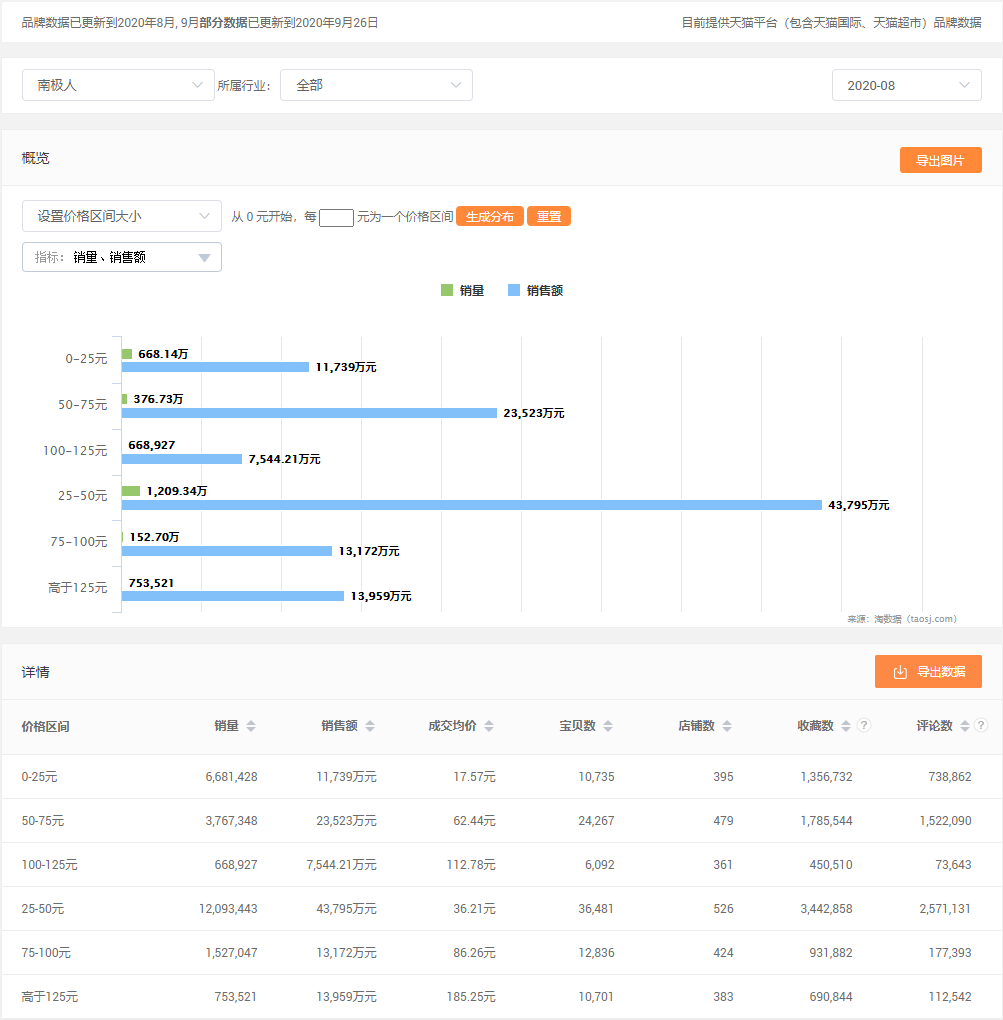 品牌数据已更新到2020年8月, 9月部分数据已更新到2020年9月26日 目前提供天猫平台（包含天猫国际、天猫超市）品牌数据
南极人 所属行业： 全部 2020-08
概览 导出图片
设置价格区间大小 从 0 元开始，每 元为一个价格区间 生成分布 重置
指标： 销量、销售额
销量 销售额
0-25元 668.14万 11,739万元
50-75元 376.73万 23,523万元
100-125元 668,927 7,544.21万元
25-50元 1,209.34万 43,795万元
75-100元 152.70万 13,172万元
高于125元 753,521 13,959万元
来源：淘数据（taosj.com）
详情 导出数据
价格区间 销量 销售额 成交均价 宝贝数 店铺数 收藏数 ? 评论数 ?
0-25元 6,681,428 11,739万元 17.57元 10,735 395 1,356,732 738,862
50-75元 3,767,348 23,523万元 62.44元 24,267 479 1,785,544 1,522,090
100-125元 668,927 7,544.21万元 112.78元 6,092 361 450,510 73,643
25-50元 12,093,443 43,795万元 36.21元 36,481 526 3,442,858 2,571,131
75-100元 1,527,047 13,172万元 86.26元 12,836 424 931,882 177,393
高于125元 753,521 13,959万元 185.25元 10,701 383 690,844 112,542